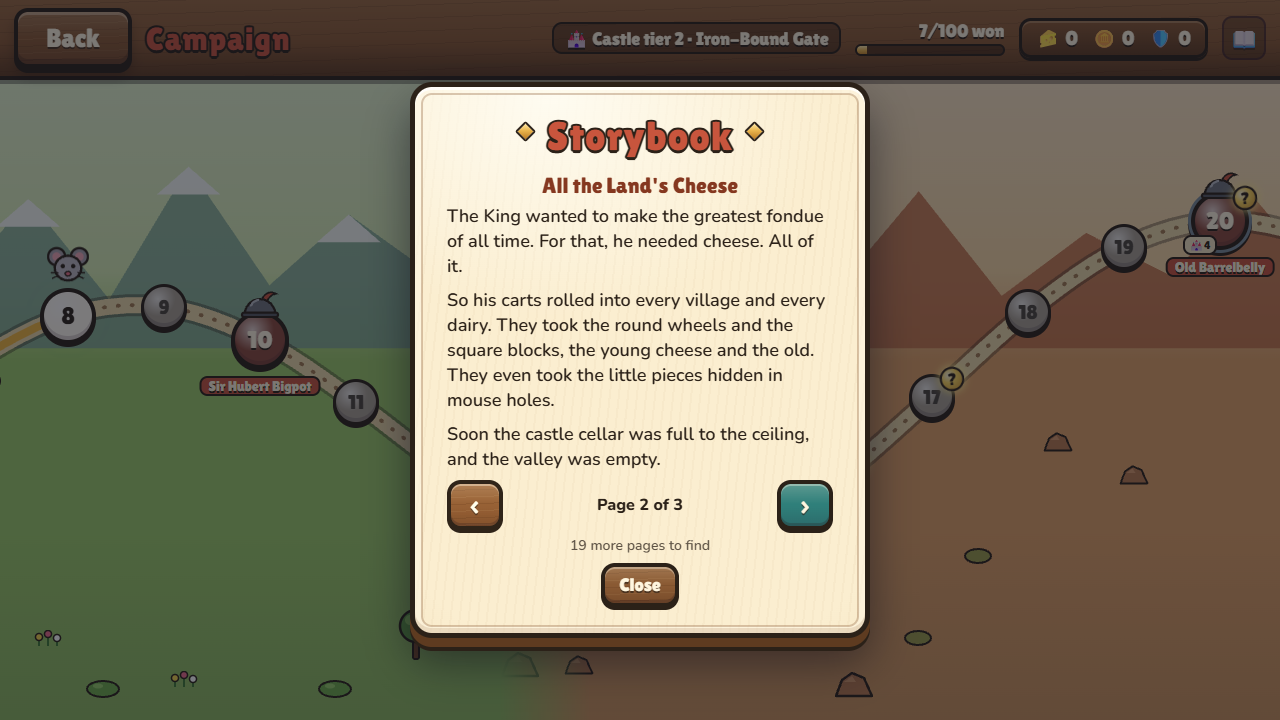 Back
Campaign
Castle tier 2 · Iron-Bound Gate
7/100 won
0
0
0
Storybook
All the Land's Cheese
The King wanted to make the greatest fondue
of all time. For that, he needed cheese. All of
it.
So his carts rolled into every village and every
dairy. They took the round wheels and the
square blocks, the young cheese and the old.
They even took the little pieces hidden in
mouse holes.
Soon the castle cellar was full to the ceiling,
and the valley was empty.
‹
Page 2 of 3
›
19 more pages to find
Close
8
9
10
Sir Hubert Bigpot
11
17
?
18
19
20
?
4
Old Barrelbelly